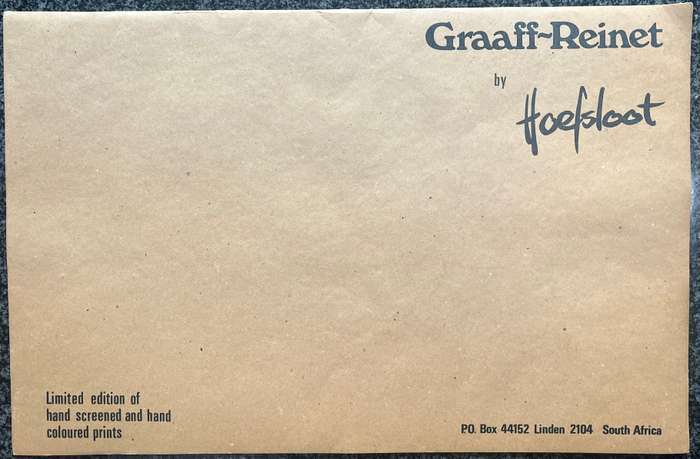 Graaff~Reinet
by
Hoefsloot
Limited edition of
hand screened and hand
coloured prints
P.O. Box 44152 Linden 2104 South Africa